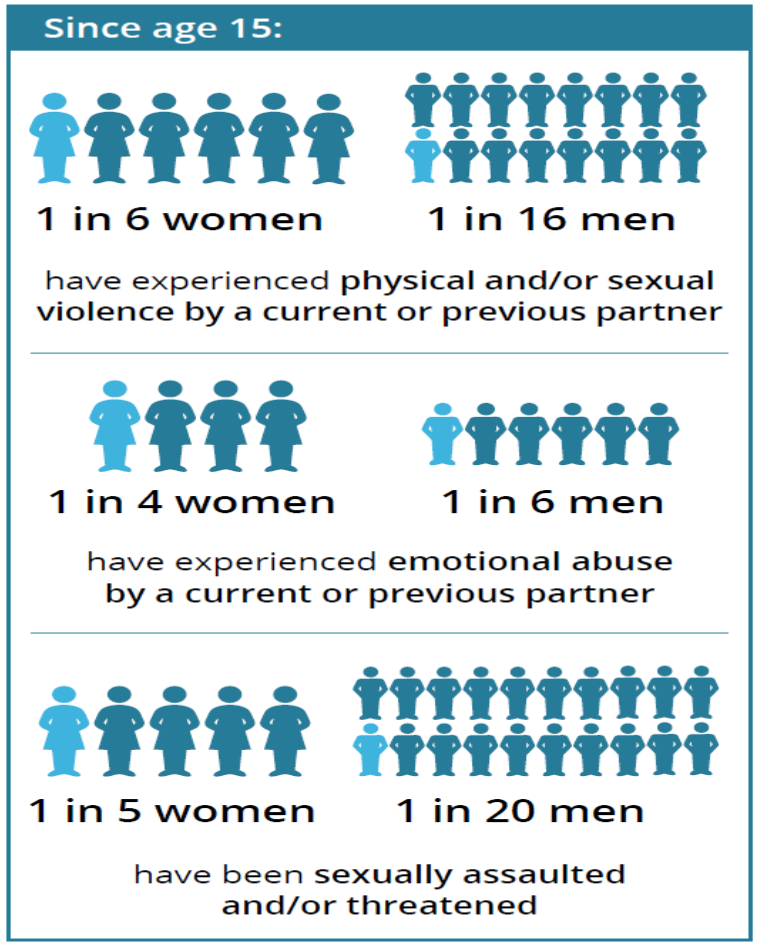 Since age 15:
1 in 6 women
1 in 16 men
have experienced physical and/or sexual
violence by a current or previous partner
1 in 4 women
1 in 6 men
have experienced emotional abuse
by a current or previous partner
1 in 5 women
1 in 20 men
have been sexually assaulted
and/or threatened